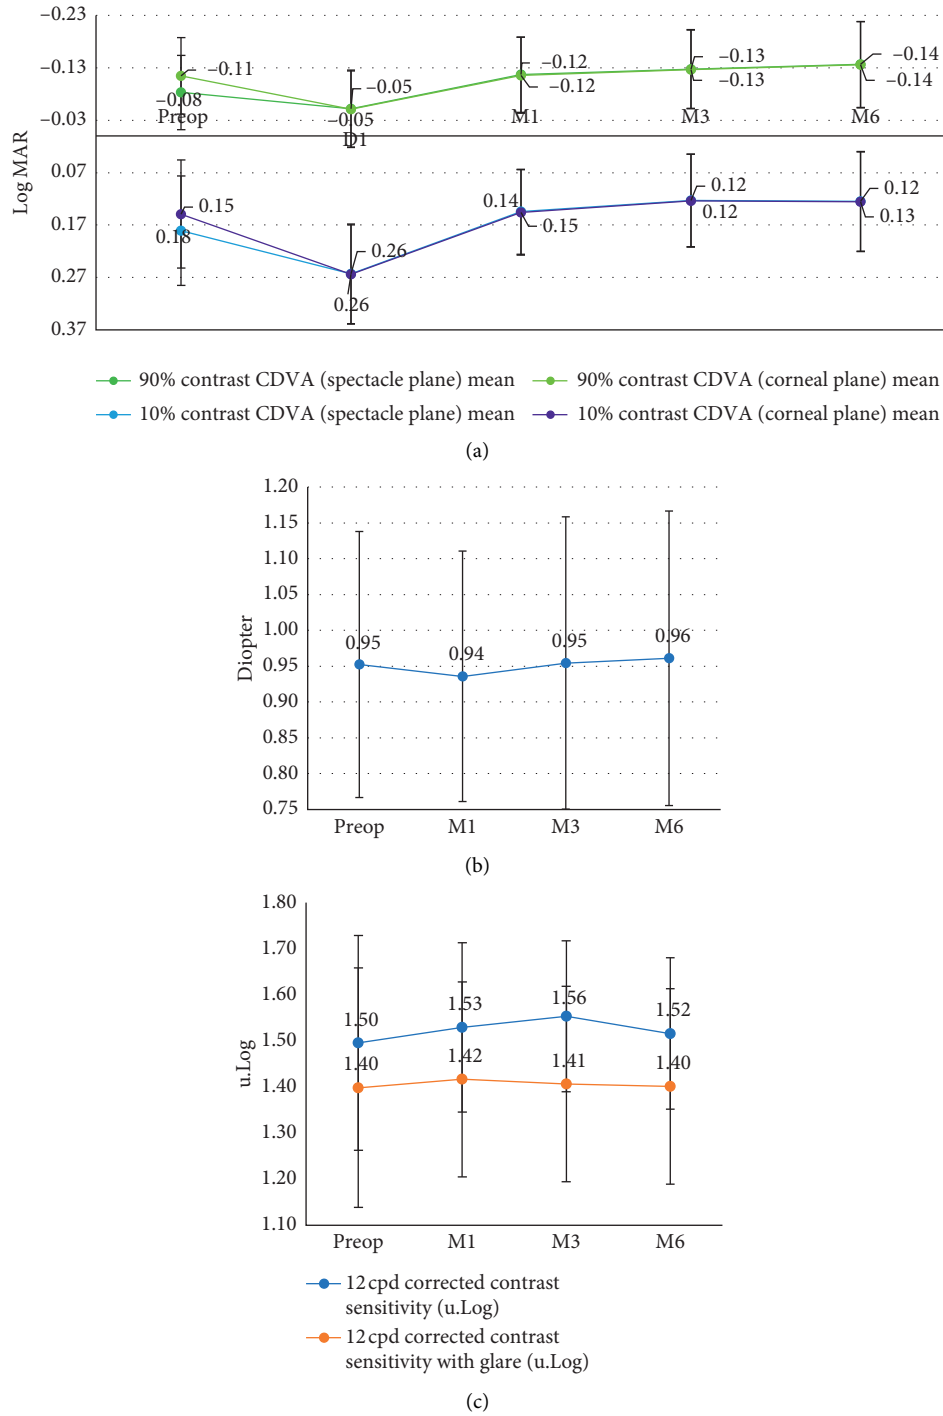 −0.23
−0.13
−0.03
0.07
0.17
0.27
0.37
Log MAR
−0.11
−0.08
−0.05
−0.05
−0.12
−0.12
−0.13
−0.13
−0.14
−0.14
Preop
D1
M1
M3
M6
0.15
0.18
0.26
0.26
0.14
0.15
0.12
0.12
0.12
0.13
90% contrast CDVA (spectacle plane) mean
90% contrast CDVA (corneal plane) mean
10% contrast CDVA (spectacle plane) mean
10% contrast CDVA (corneal plane) mean
(a)
1.20
1.15
1.10
1.05
1.00
0.95
0.90
0.85
0.80
0.75
Diopter
0.95
0.94
0.95
0.96
Preop
M1
M3
M6
(b)
1.80
1.70
1.60
1.50
1.40
1.30
1.20
1.10
u.Log
1.50
1.53
1.56
1.52
1.40
1.42
1.41
1.40
Preop
M1
M3
M6
12 cpd corrected contrast
sensitivity (u.Log)
12 cpd corrected contrast
sensitivity with glare (u.Log)
(c)